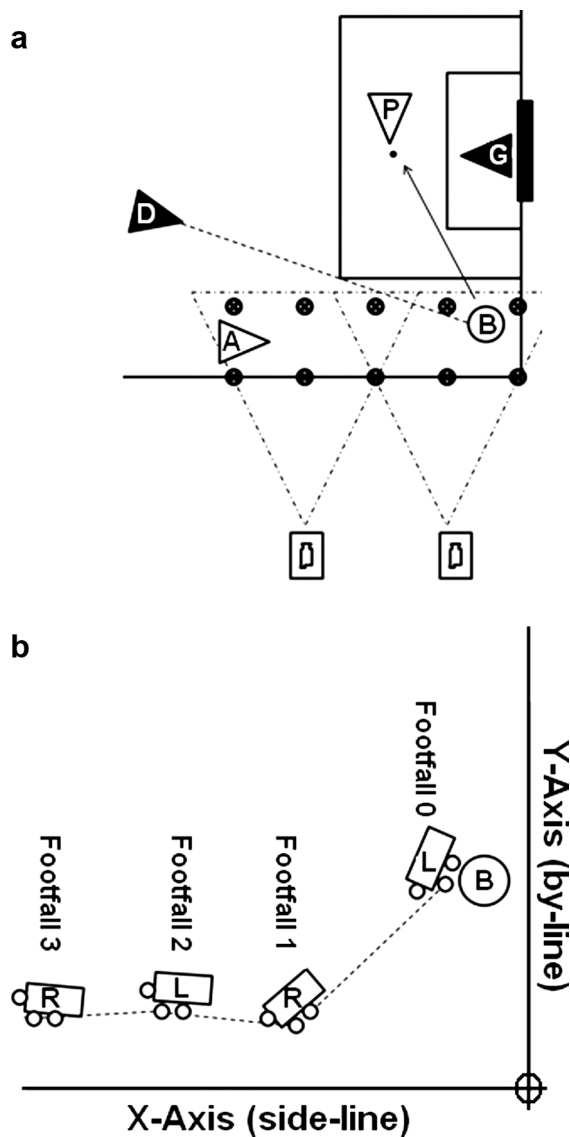 a
P
G
D
B
A
b
Footfall 0
L
B
Y-Axis (by-line)
Footfall 3
Footfall 2
Footfall 1
R
L
R
X-Axis (side-line)